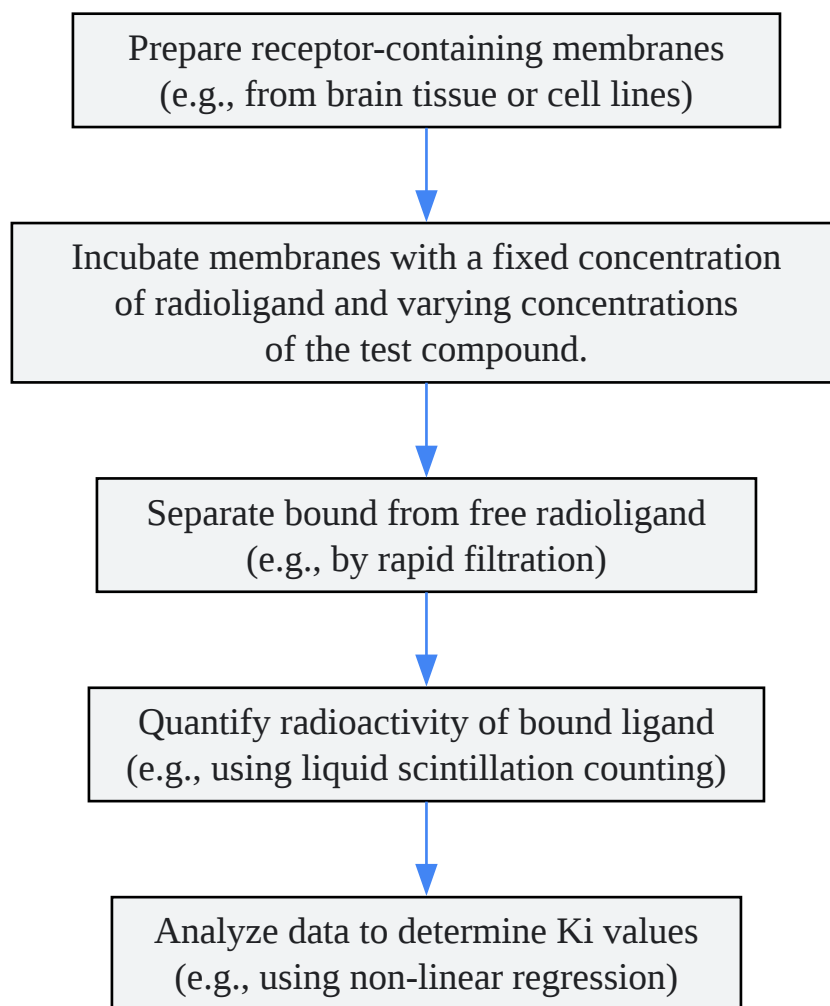 Prepare receptor-containing membranes
(e.g., from brain tissue or cell lines)
Incubate membranes with a fixed concentration
of radioligand and varying concentrations
of the test compound.
Separate bound from free radioligand
(e.g., by rapid filtration)
Quantify radioactivity of bound ligand
(e.g., using liquid scintillation counting)
Analyze data to determine Ki values
(e.g., using non-linear regression)